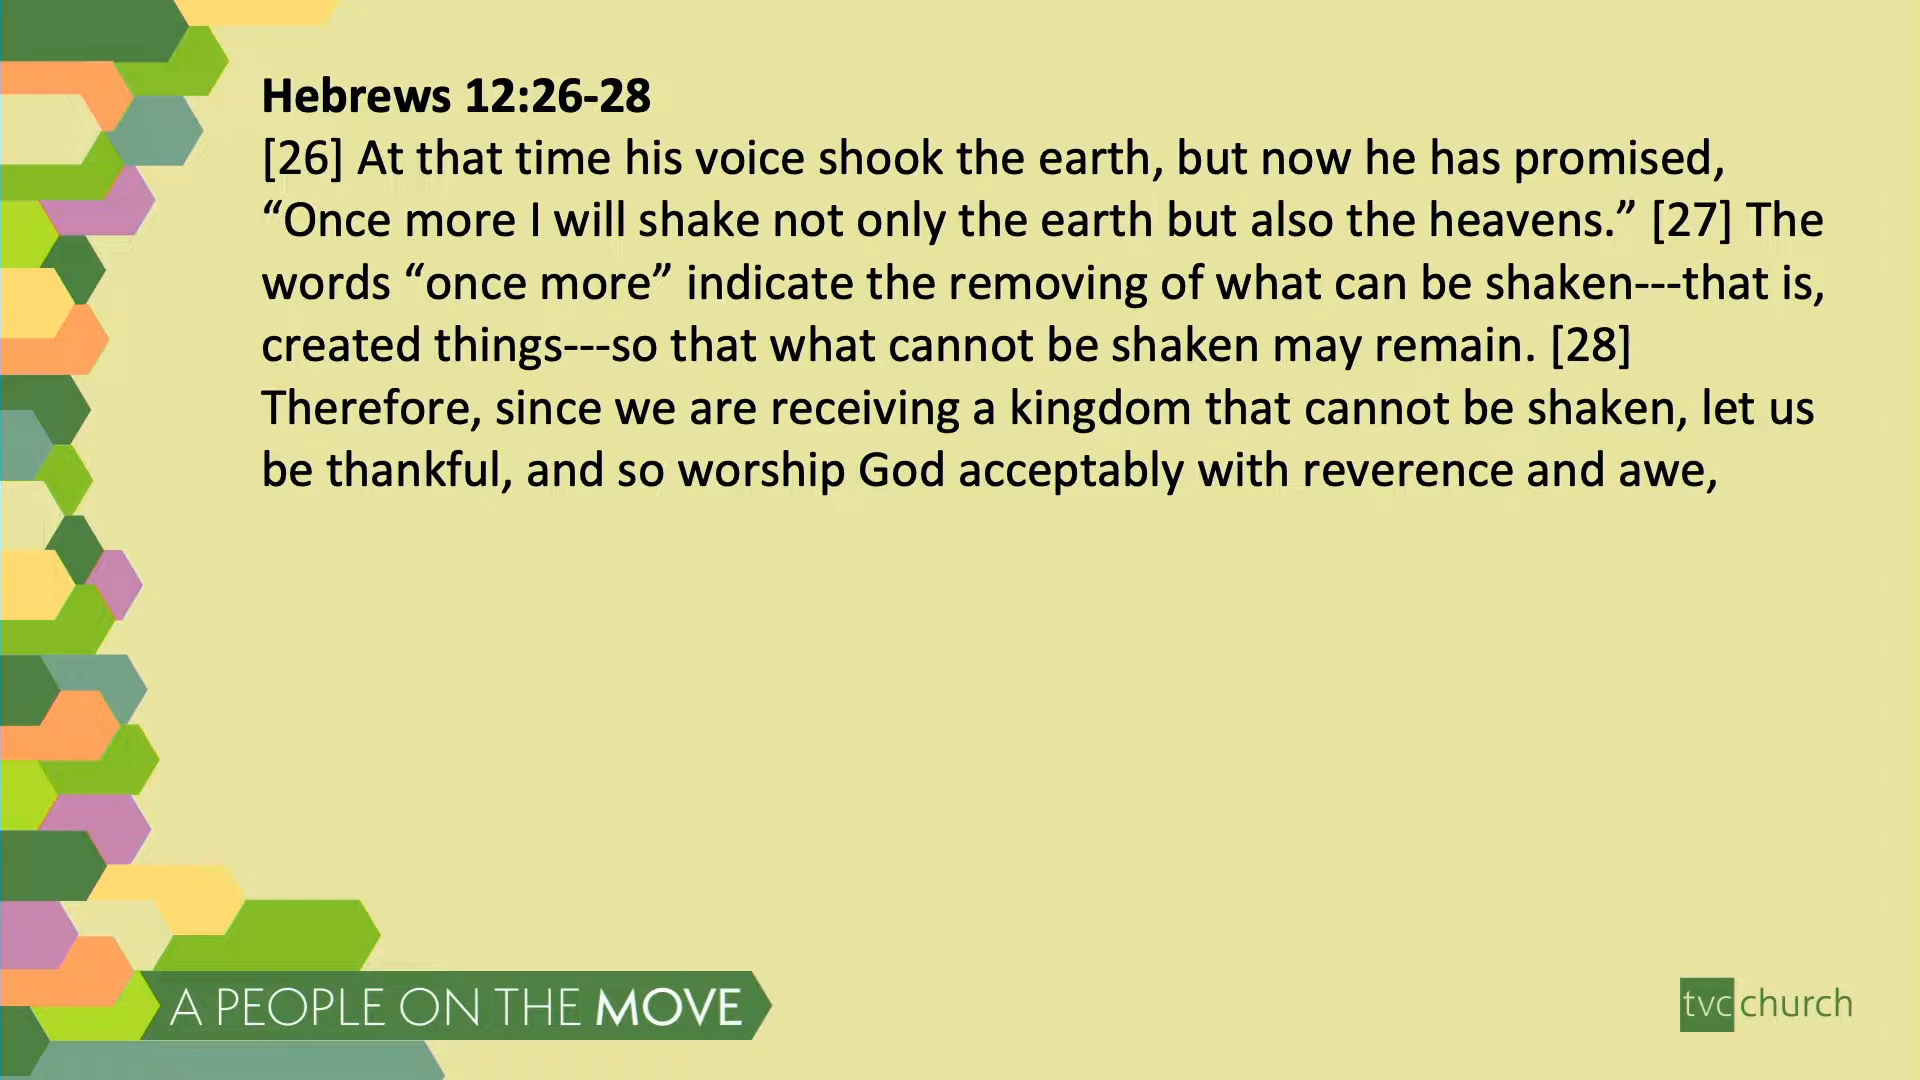 Hebrews 12:26-28
[26] At that time his voice shook the earth, but now he has promised,
“Once more I will shake not only the earth but also the heavens.” [27] The
words “once more” indicate the removing of what can be shaken---that is,
created things---so that what cannot be shaken may remain. [28]
Therefore, since we are receiving a kingdom that cannot be shaken, let us
be thankful, and so worship God acceptably with reverence and awe,
A PEOPLE ON THE MOVE
tvc church